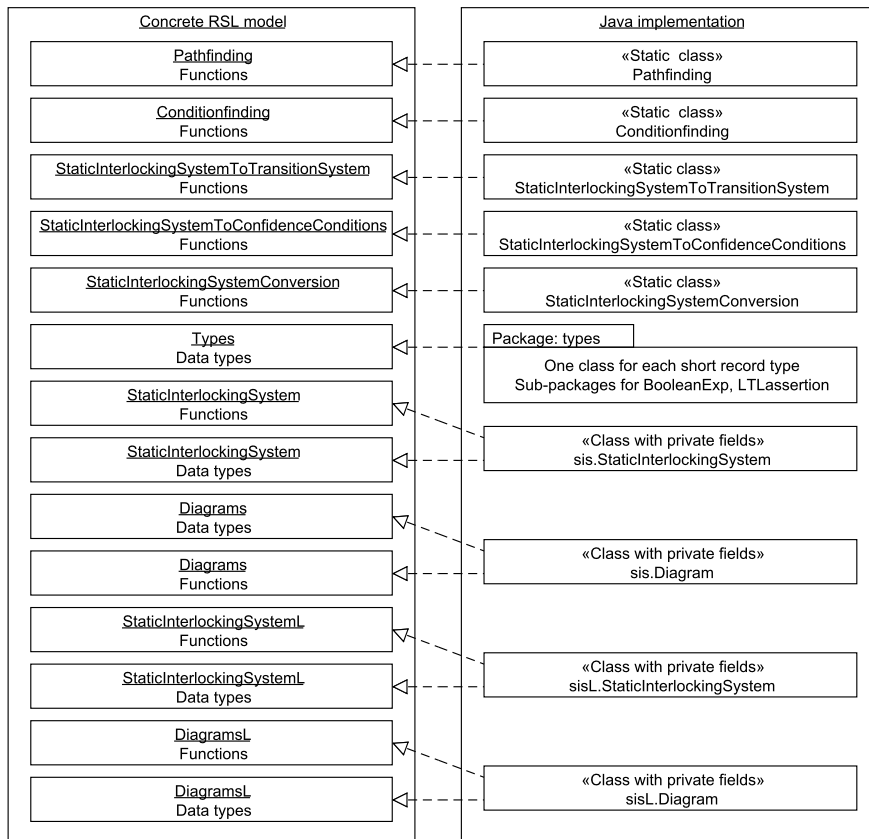 Concrete RSL model
Pathfinding
Functions
Conditionfinding
Functions
StaticInterlockingSystemToTransitionSystem
Functions
StaticInterlockingSystemToConfidenceConditions
Functions
StaticInterlockingSystemConversion
Functions
Types
Data types
StaticInterlockingSystem
Functions
StaticInterlockingSystem
Data types
Diagrams
Data types
Diagrams
Functions
StaticInterlockingSystemL
Functions
StaticInterlockingSystemL
Data types
DiagramsL
Functions
DiagramsL
Data types
Java implementation
«Static class»
Pathfinding
«Static class»
Conditionfinding
«Static class»
StaticInterlockingSystemToTransitionSystem
«Static class»
StaticInterlockingSystemToConfidenceConditions
«Static class»
StaticInterlockingSystemConversion
Package: types
One class for each short record type
Sub-packages for BooleanExp, LTLassertion
«Class with private fields»
sis.StaticInterlockingSystem
«Class with private fields»
sis.Diagram
«Class with private fields»
sisL.StaticInterlockingSystem
«Class with private fields»
sisL.Diagram